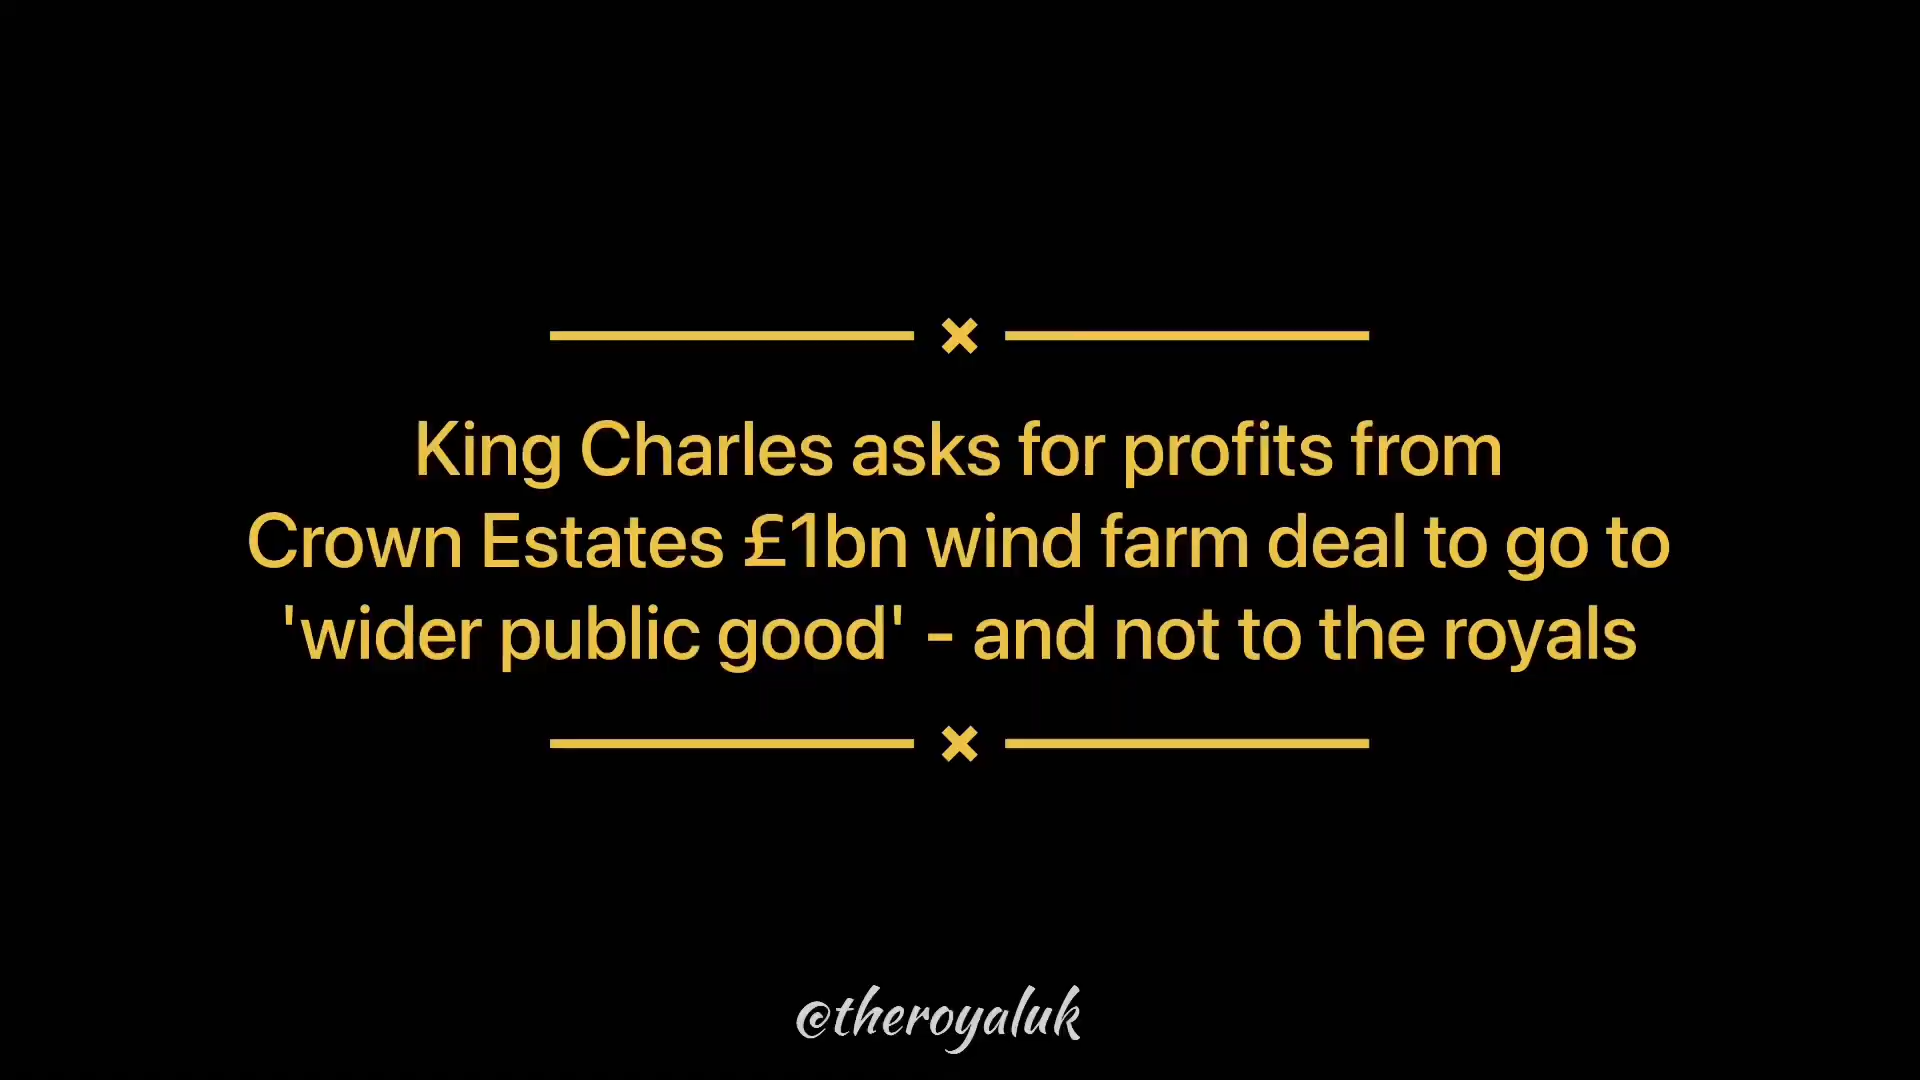 King Charles asks for profits from
Crown Estates £1bn wind farm deal to go to
'wider public good' - and not to the royals
@theroyaluk